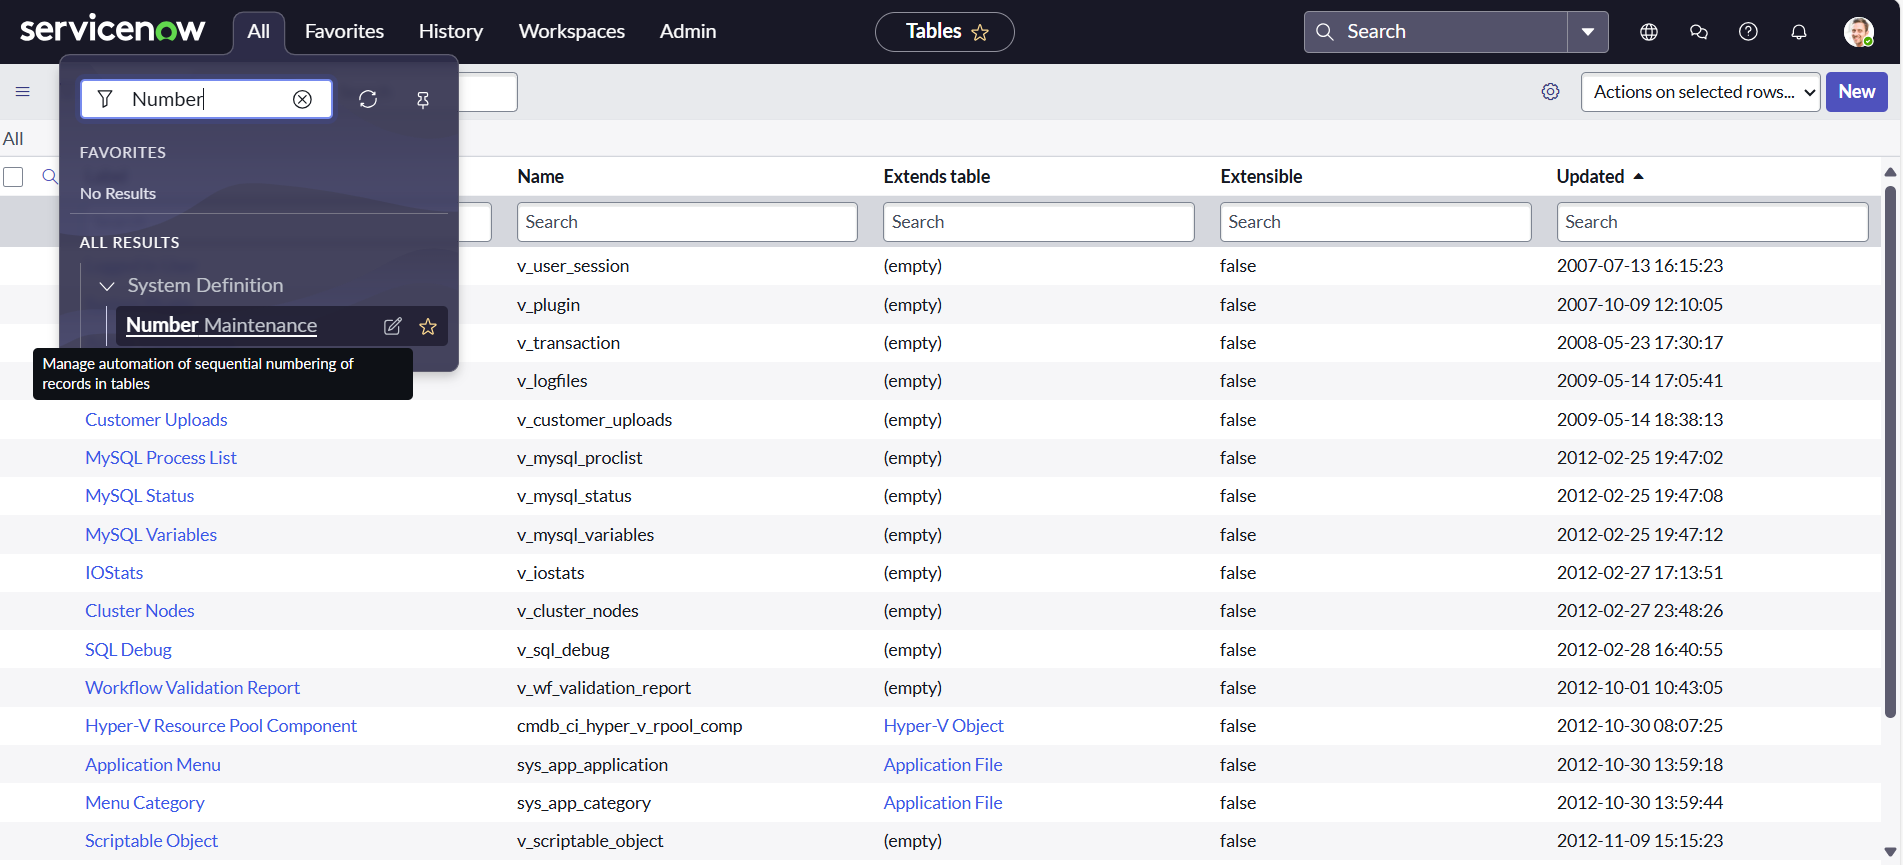 servicenow All Favorites History Workspaces Admin Tables Search
Number Actions on selected rows... New
All
FAVORITES
No Results
ALL RESULTS
System Definition
Number Maintenance
Manage automation of sequential numbering of
records in tables
Name Extends table Extensible Updated
Search Search Search Search
v_user_session (empty) false 2007-07-13 16:15:23
v_plugin (empty) false 2007-10-09 12:10:05
v_transaction (empty) false 2008-05-23 17:30:17
v_logfiles (empty) false 2009-05-14 17:05:41
Customer Uploads v_customer_uploads (empty) false 2009-05-14 18:38:13
MySQL Process List v_mysql_proclist (empty) false 2012-02-25 19:47:02
MySQL Status v_mysql_status (empty) false 2012-02-25 19:47:08
MySQL Variables v_mysql_variables (empty) false 2012-02-25 19:47:12
IOStats v_iostats (empty) false 2012-02-27 17:13:51
Cluster Nodes v_cluster_nodes (empty) false 2012-02-27 23:48:26
SQL Debug v_sql_debug (empty) false 2012-02-28 16:40:55
Workflow Validation Report v_wf_validation_report (empty) false 2012-10-01 10:43:05
Hyper-V Resource Pool Component cmdb_ci_hyper_v_rpool_comp Hyper-V Object false 2012-10-30 08:07:25
Application Menu sys_app_application Application File false 2012-10-30 13:59:18
Menu Category sys_app_category Application File false 2012-10-30 13:59:44
Scriptable Object v_scriptable_object (empty) false 2012-11-09 15:15:23